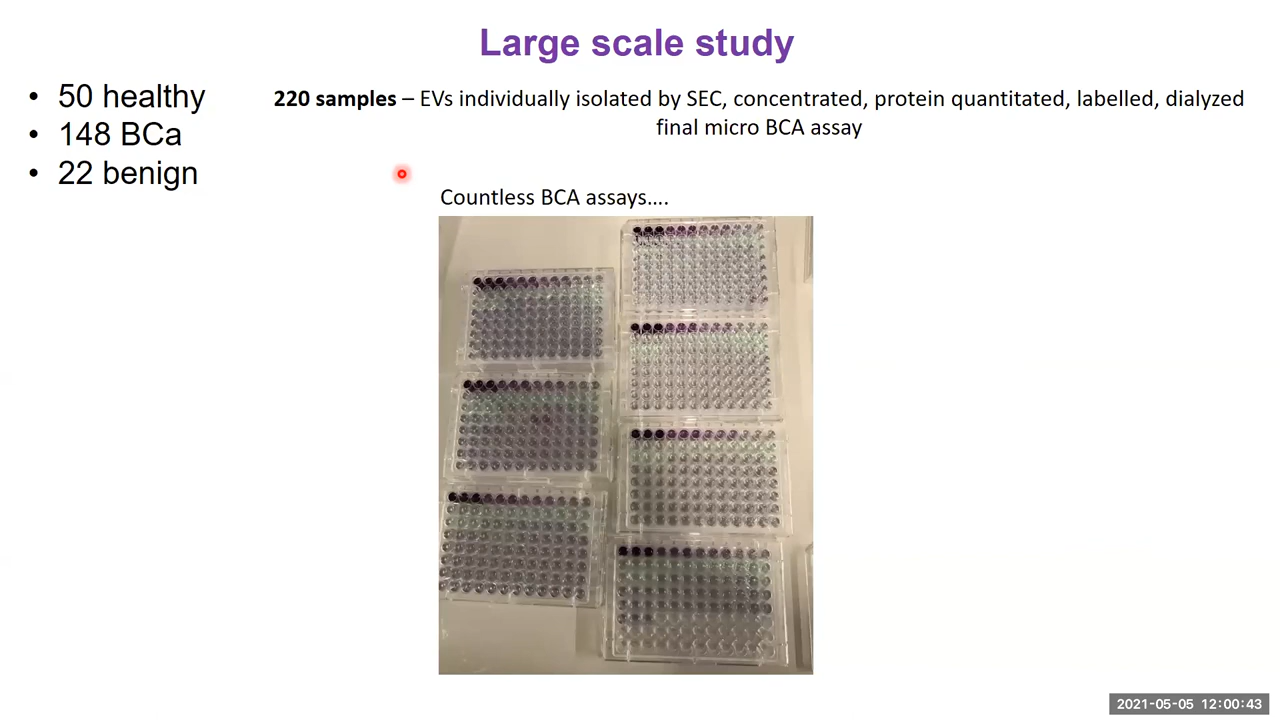 Large scale study
• 50 healthy
• 148 BCa
• 22 benign
220 samples – EVs individually isolated by SEC, concentrated, protein quantitated, labelled, dialyzed
final micro BCA assay
Countless BCA assays....
2021-05-05 12:00:43